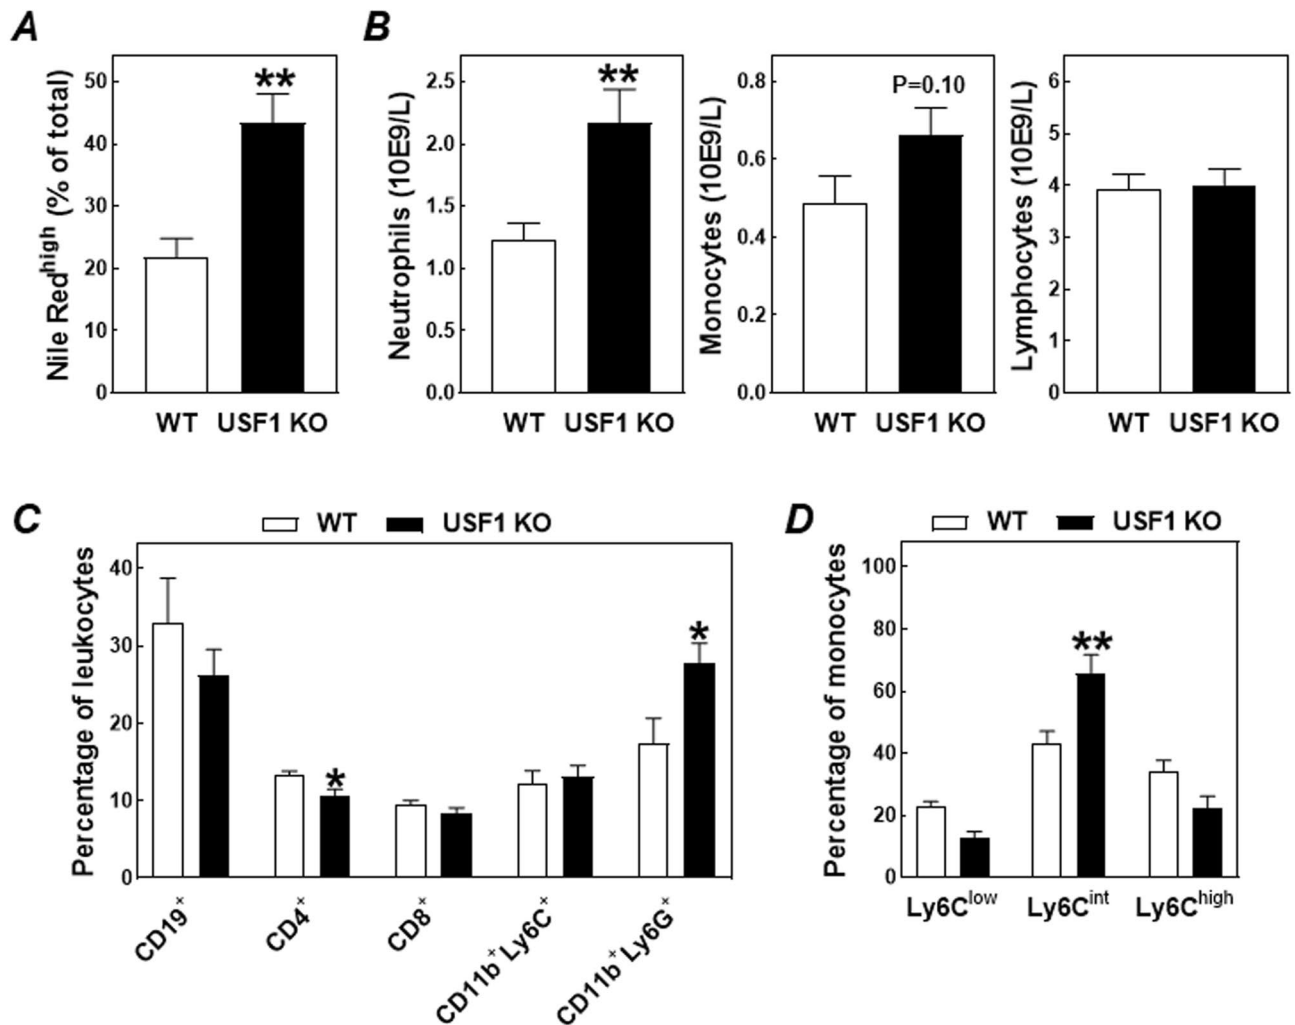 A
Nile Red^high (% of total)
50
40
30
20
10
0
**
WT USF1 KO
B
Neutrophils (10E9/L)
2.5
2.0
1.5
1.0
0.5
0.0
**
WT USF1 KO
Monocytes (10E9/L)
0.8
0.6
0.4
0.2
0.0
P=0.10
WT USF1 KO
Lymphocytes (10E9/L)
6
5
4
3
2
1
0
WT USF1 KO
C
WT USF1 KO
Percentage of leukocytes
40
30
20
10
0
*
*
CD19⁺
CD4⁺
CD8⁺
CD11b⁺Ly6C⁺
CD11b⁺Ly6G⁺
D
WT USF1 KO
Percentage of monocytes
100
80
60
40
20
0
**
Ly6C^low Ly6C^int Ly6C^high